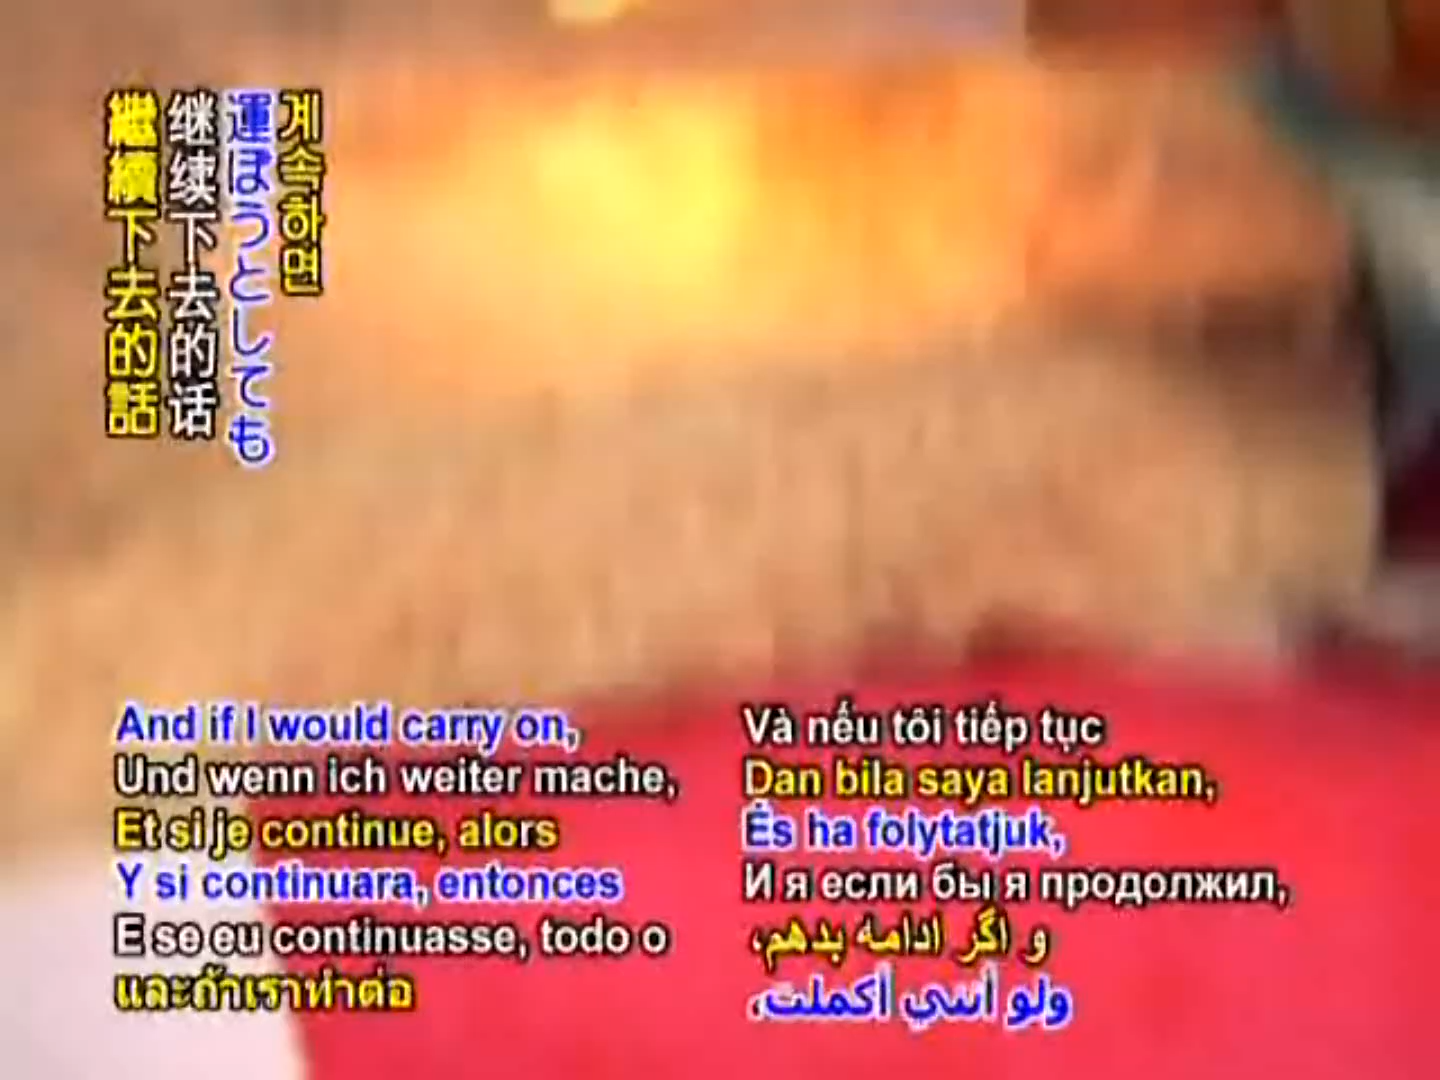 계속하면
運ぼうとしても
继续下去的话
繼續下去的話
And if I would carry on,
Und wenn ich weiter mache,
Et si je continue, alors
Y si continuara, entonces
E se eu continuasse, todo o
และถ้าเราทำต่อ
Và nếu tôi tiếp tục
Dan bila saya lanjutkan,
És ha folytatjuk,
И я если бы я продолжил,
و اگر ادامه بدهم،
ولو أنني أكملت،